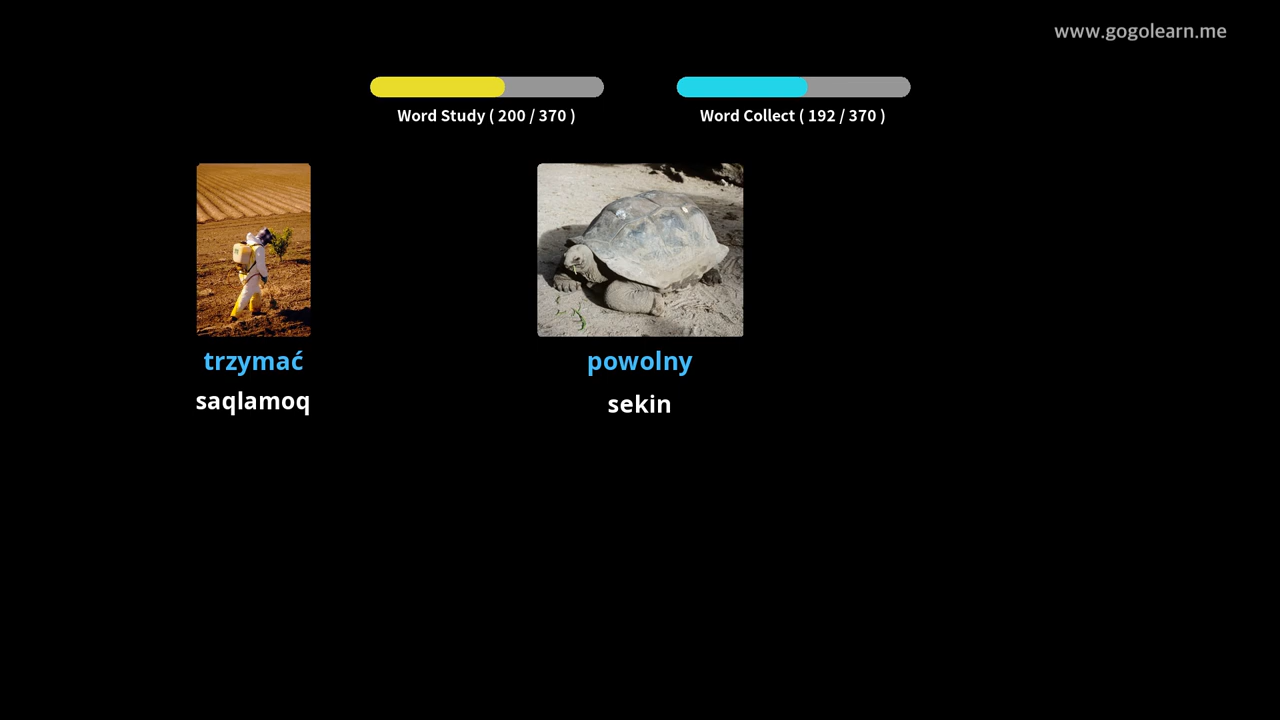 www.gogolearn.me
Word Study ( 200 / 370 )
Word Collect ( 192 / 370 )
trzymać
saqlamoq
powolny
sekin